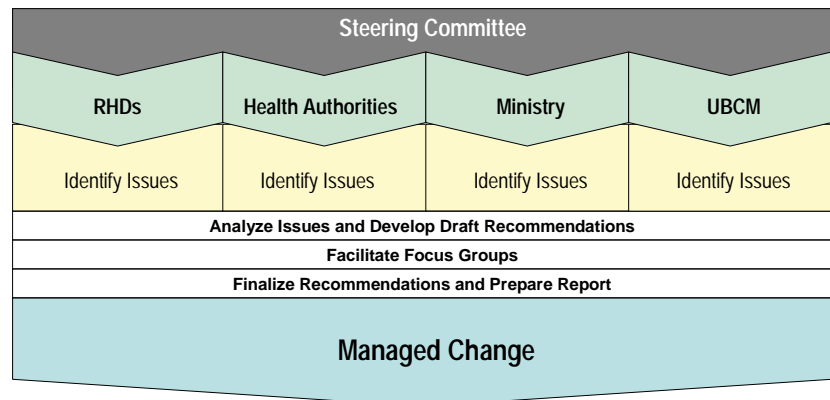 Steering Committee
RHDs Health Authorities Ministry UBCM
Identify Issues Identify Issues Identify Issues Identify Issues
Analyze Issues and Develop Draft Recommendations
Facilitate Focus Groups
Finalize Recommendations and Prepare Report
Managed Change